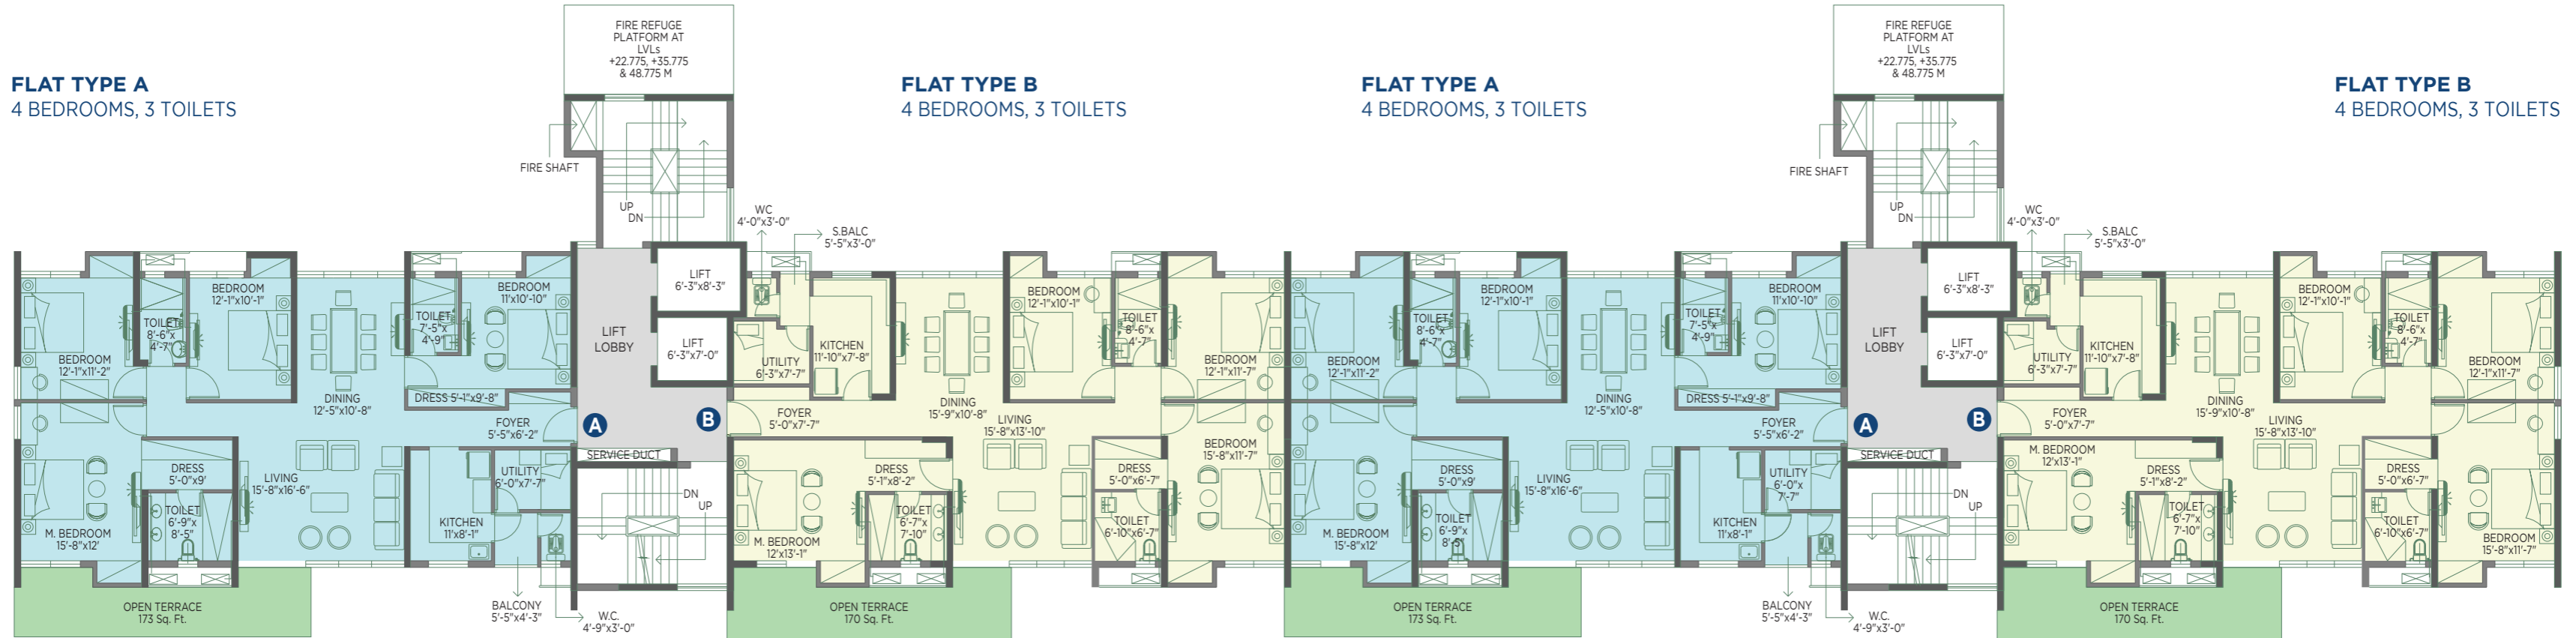 FIRE REFUGE
PLATFORM AT
LVLs
+22.775, +35.775
& 48.775 M
FLAT TYPE A
4 BEDROOMS, 3 TOILETS
FIRE SHAFT
UP
DN
BEDROOM
12'-1"x11'-2"
TOILET
8'-6"x
4'-7"
BEDROOM
12'-1"x10'-1"
DINING
12'-5"x10'-8"
TOILET
7'-5"x
4'-9"
BEDROOM
11'x10'-10"
DRESS 5'-1"x9'-8"
FOYER
5'-5"x6'-2"
LIFT
LOBBY
LIFT
6'-3"x8'-3"
LIFT
6'-3"x7'-0"
A
B
SERVICE DUCT
DN
UP
M. BEDROOM
15'-8"x12'
DRESS
5'-0"x9'
TOILET
6'-9"x
8'-5"
LIVING
15'-8"x16'-6"
KITCHEN
11'x8'-1"
UTILITY
6'-0"x7'-7"
BALCONY
5'-5"x4'-3"
W.C.
4'-9"x3'-0"
OPEN TERRACE
173 Sq. Ft.
FLAT TYPE B
4 BEDROOMS, 3 TOILETS
WC
4'-0"x3'-0"
S.BALC
5'-5"x3'-0"
UTILITY
6'-3"x7'-7"
KITCHEN
11'-10"x7'-8"
DINING
15'-9"x10'-8"
BEDROOM
12'-1"x10'-1"
TOILET
8'-6"x
4'-7"
BEDROOM
12'-1"x11'-7"
FOYER
5'-0"x7'-7"
LIVING
15'-8"x13'-10"
M. BEDROOM
12'x13'-1"
DRESS
5'-1"x8'-2"
TOILET
6'-7"x
7'-10"
DRESS
5'-0"x6'-7"
TOILET
6'-10"x6'-7"
BEDROOM
15'-8"x11'-7"
OPEN TERRACE
170 Sq. Ft.
FIRE REFUGE
PLATFORM AT
LVLs
+22.775, +35.775
& 48.775 M
FLAT TYPE A
4 BEDROOMS, 3 TOILETS
FIRE SHAFT
UP
DN
BEDROOM
12'-1"x11'-2"
TOILET
8'-6"x
4'-7"
BEDROOM
12'-1"x10'-1"
DINING
12'-5"x10'-8"
TOILET
7'-5"x
4'-9"
BEDROOM
11'x10'-10"
DRESS 5'-1"x9'-8"
FOYER
5'-5"x6'-2"
LIFT
LOBBY
LIFT
6'-3"x8'-3"
LIFT
6'-3"x7'-0"
A
B
SERVICE DUCT
DN
UP
M. BEDROOM
15'-8"x12'
DRESS
5'-0"x9'
TOILET
6'-9"x
8'-5"
LIVING
15'-8"x16'-6"
KITCHEN
11'x8'-1"
UTILITY
6'-0"x
7'-7"
BALCONY
5'-5"x4'-3"
W.C.
4'-9"x3'-0"
OPEN TERRACE
173 Sq. Ft.
FLAT TYPE B
4 BEDROOMS, 3 TOILETS
WC
4'-0"x3'-0"
S.BALC
5'-5"x3'-0"
UTILITY
6'-3"x7'-7"
KITCHEN
11'-10"x7'-8"
DINING
15'-9"x10'-8"
BEDROOM
12'-1"x10'-1"
TOILET
8'-6"x
4'-7"
BEDROOM
12'-1"x11'-7"
FOYER
5'-0"x7'-7"
LIVING
15'-8"x13'-10"
M. BEDROOM
12'x13'-1"
DRESS
5'-1"x8'-2"
TOILET
6'-7"x
7'-10"
DRESS
5'-0"x6'-7"
TOILET
6'-10"x6'-7"
BEDROOM
15'-8"x11'-7"
OPEN TERRACE
170 Sq. Ft.